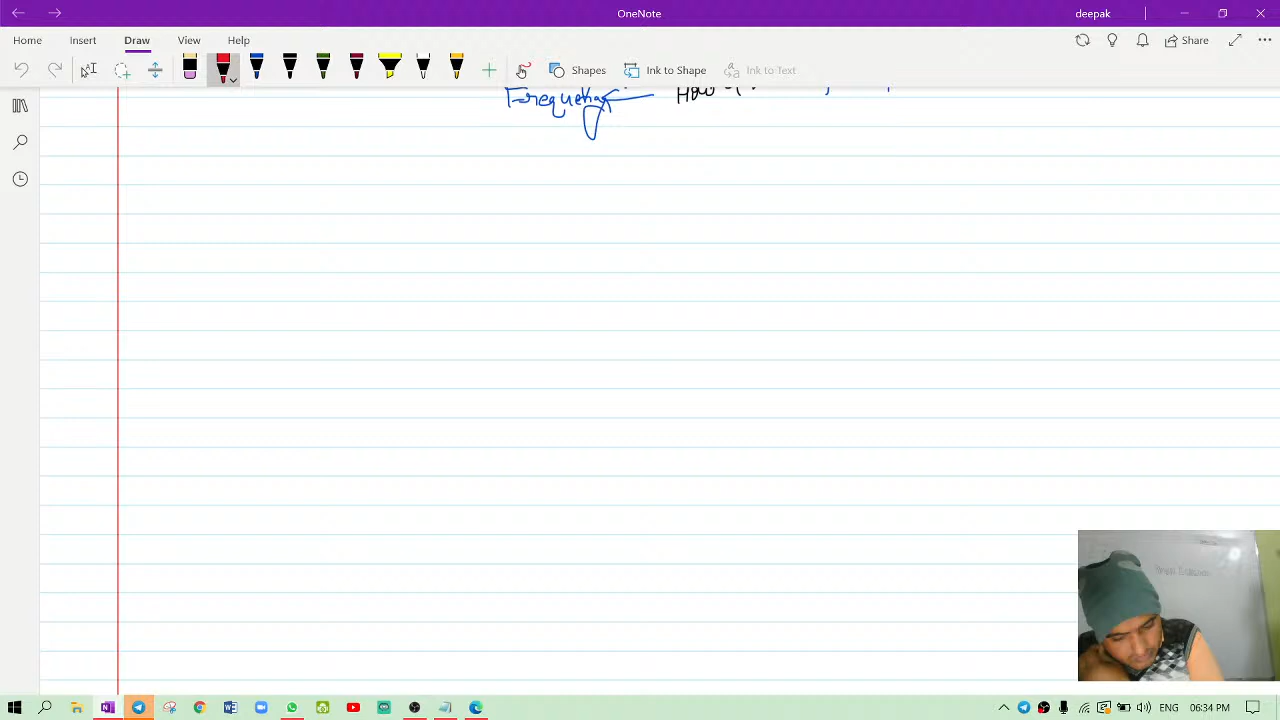 OneNote
deepak
Home
Insert
Draw
View
Help
Share
Shapes
Ink to Shape
Ink to Text
Frequency
ENG
06:34 PM